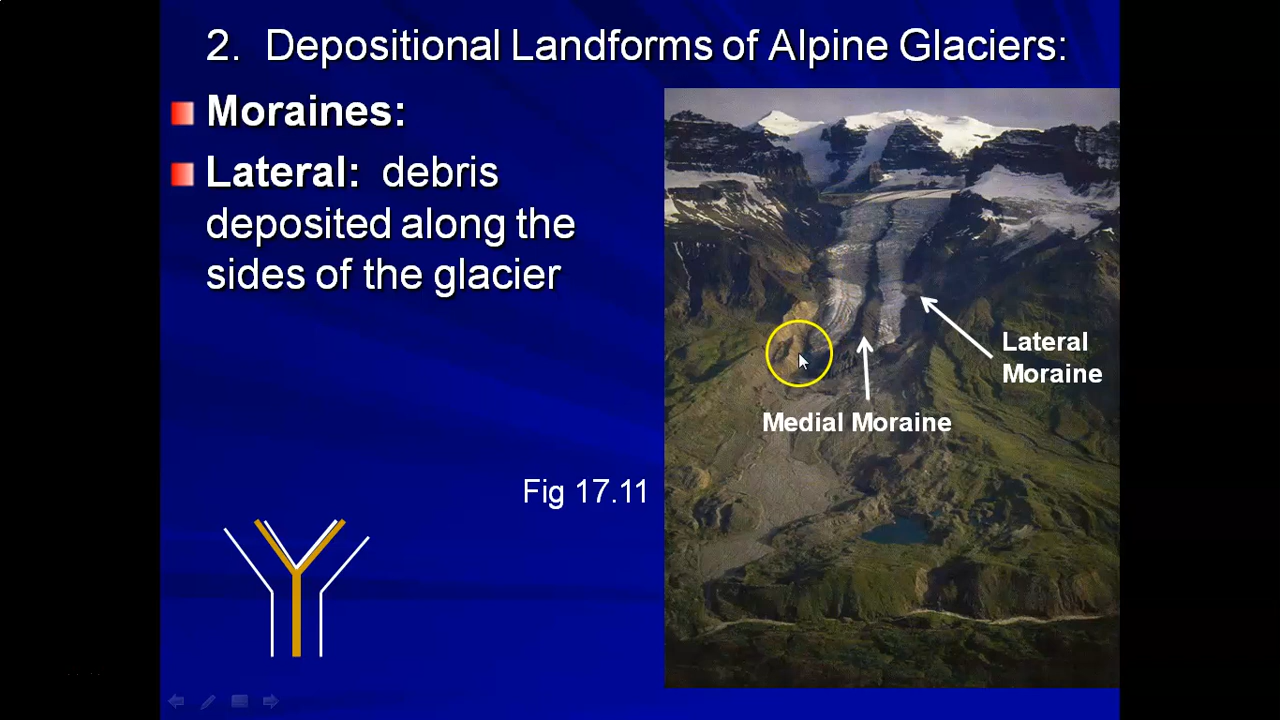 2. Depositional Landforms of Alpine Glaciers:
Moraines:
Lateral: debris
deposited along the
sides of the glacier
Lateral
Moraine
Medial Moraine
Fig 17.11